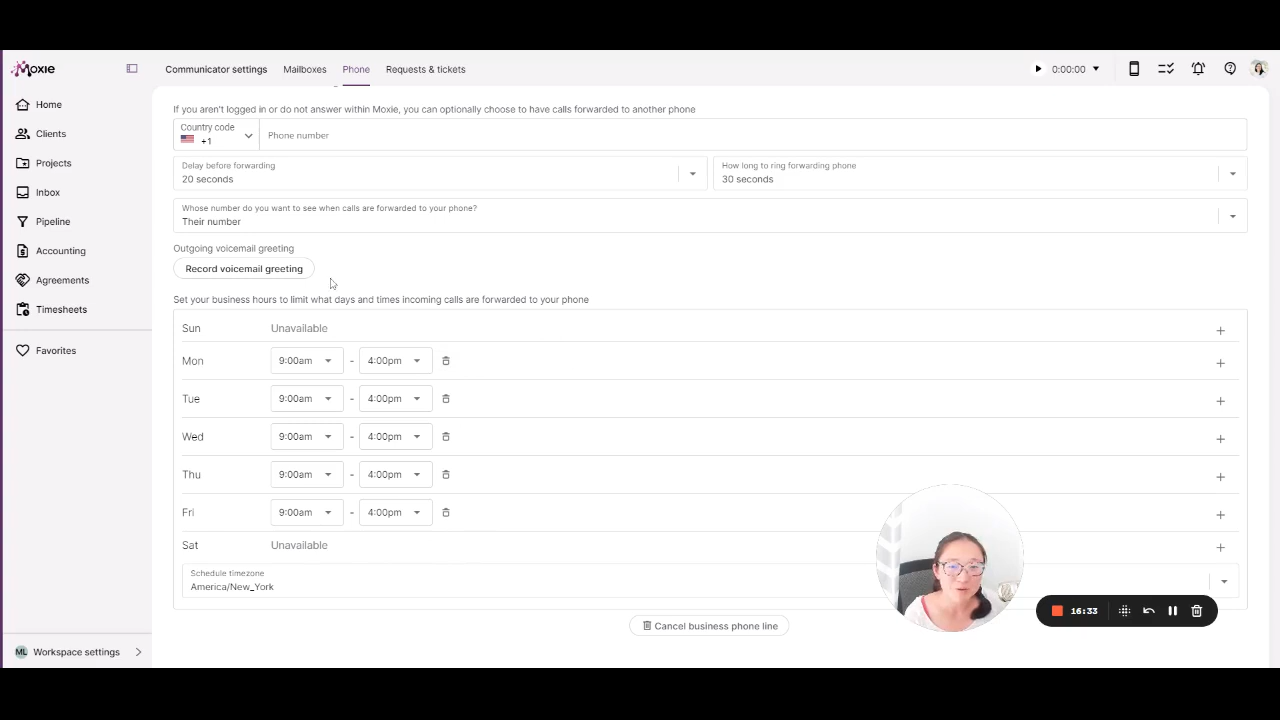 Moxie
Communicator settings Mailboxes Phone Requests & tickets 0:00:00
Home
Clients
Projects
Inbox
Pipeline
Accounting
Agreements
Timesheets
Favorites
ML Workspace settings
If you aren't logged in or do not answer within Moxie, you can optionally choose to have calls forwarded to another phone
Country code
+1
Phone number
Delay before forwarding
20 seconds
How long to ring forwarding phone
30 seconds
Whose number do you want to see when calls are forwarded to your phone?
Their number
Outgoing voicemail greeting
Record voicemail greeting
Set your business hours to limit what days and times incoming calls are forwarded to your phone
Sun Unavailable
Mon 9:00am - 4:00pm
Tue 9:00am - 4:00pm
Wed 9:00am - 4:00pm
Thu 9:00am - 4:00pm
Fri 9:00am - 4:00pm
Sat Unavailable
Schedule timezone
America/New_York
16:33
Cancel business phone line